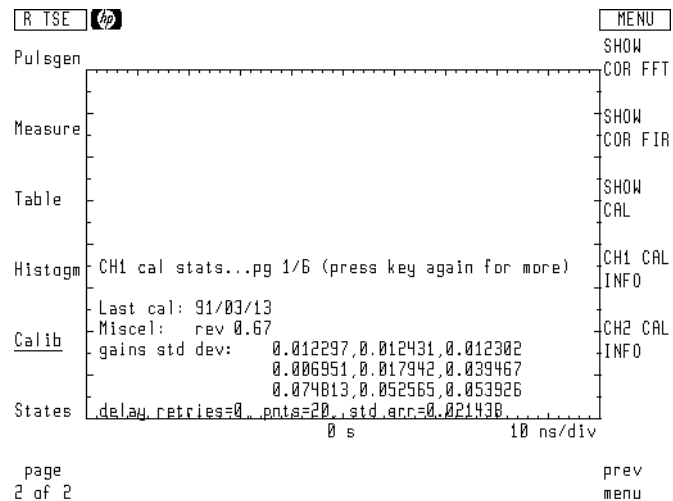 R TSE hp MENU
Pulsgen
SHOW
COR FFT
Measure
SHOW
COR FIR
Table
SHOW
CAL
Histogm
CH1 cal stats...pg 1/6 (press key again for more)
CH1 CAL
INFO
Last cal: 91/03/13
Miscel: rev 0.67
gains std dev: 0.012297,0.012431,0.012302
0.006951,0.017942,0.039467
0.074813,0.052565,0.053926
Calib
CH2 CAL
INFO
States
delay retries=0, pnts=20, std err=0.021438
0 s 10 ns/div
page
2 of 2
prev
menu